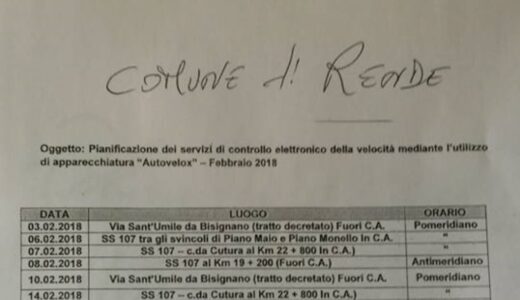 COMUNE di RENDE
Oggetto: Pianificazione dei servizi di controllo elettronico della velocità mediante l'utilizzo
di apparecchiatura "Autovelox" – Febbraio 2018
DATA LUOGO ORARIO
03.02.2018 Via Sant'Umile da Bisignano (tratto decretato) Fuori C.A. Pomeridiano
06.02.2018 SS 107 tra gli svincoli di Piano Maio e Piano Monello In C.A. "
07.02.2018 SS 107 – c.da Cutura al Km 22 + 800 In C.A.) "
08.02.2018 SS 107 al Km 19 + 200 (Fuori C.A.) Antimeridiano
10.02.2018 Via Sant'Umile da Bisignano (tratto decretato) Fuori C.A. Pomeridiano
14.02.2018 SS 107 – c.da Cutura al Km 22 + 800 In C.A.) "